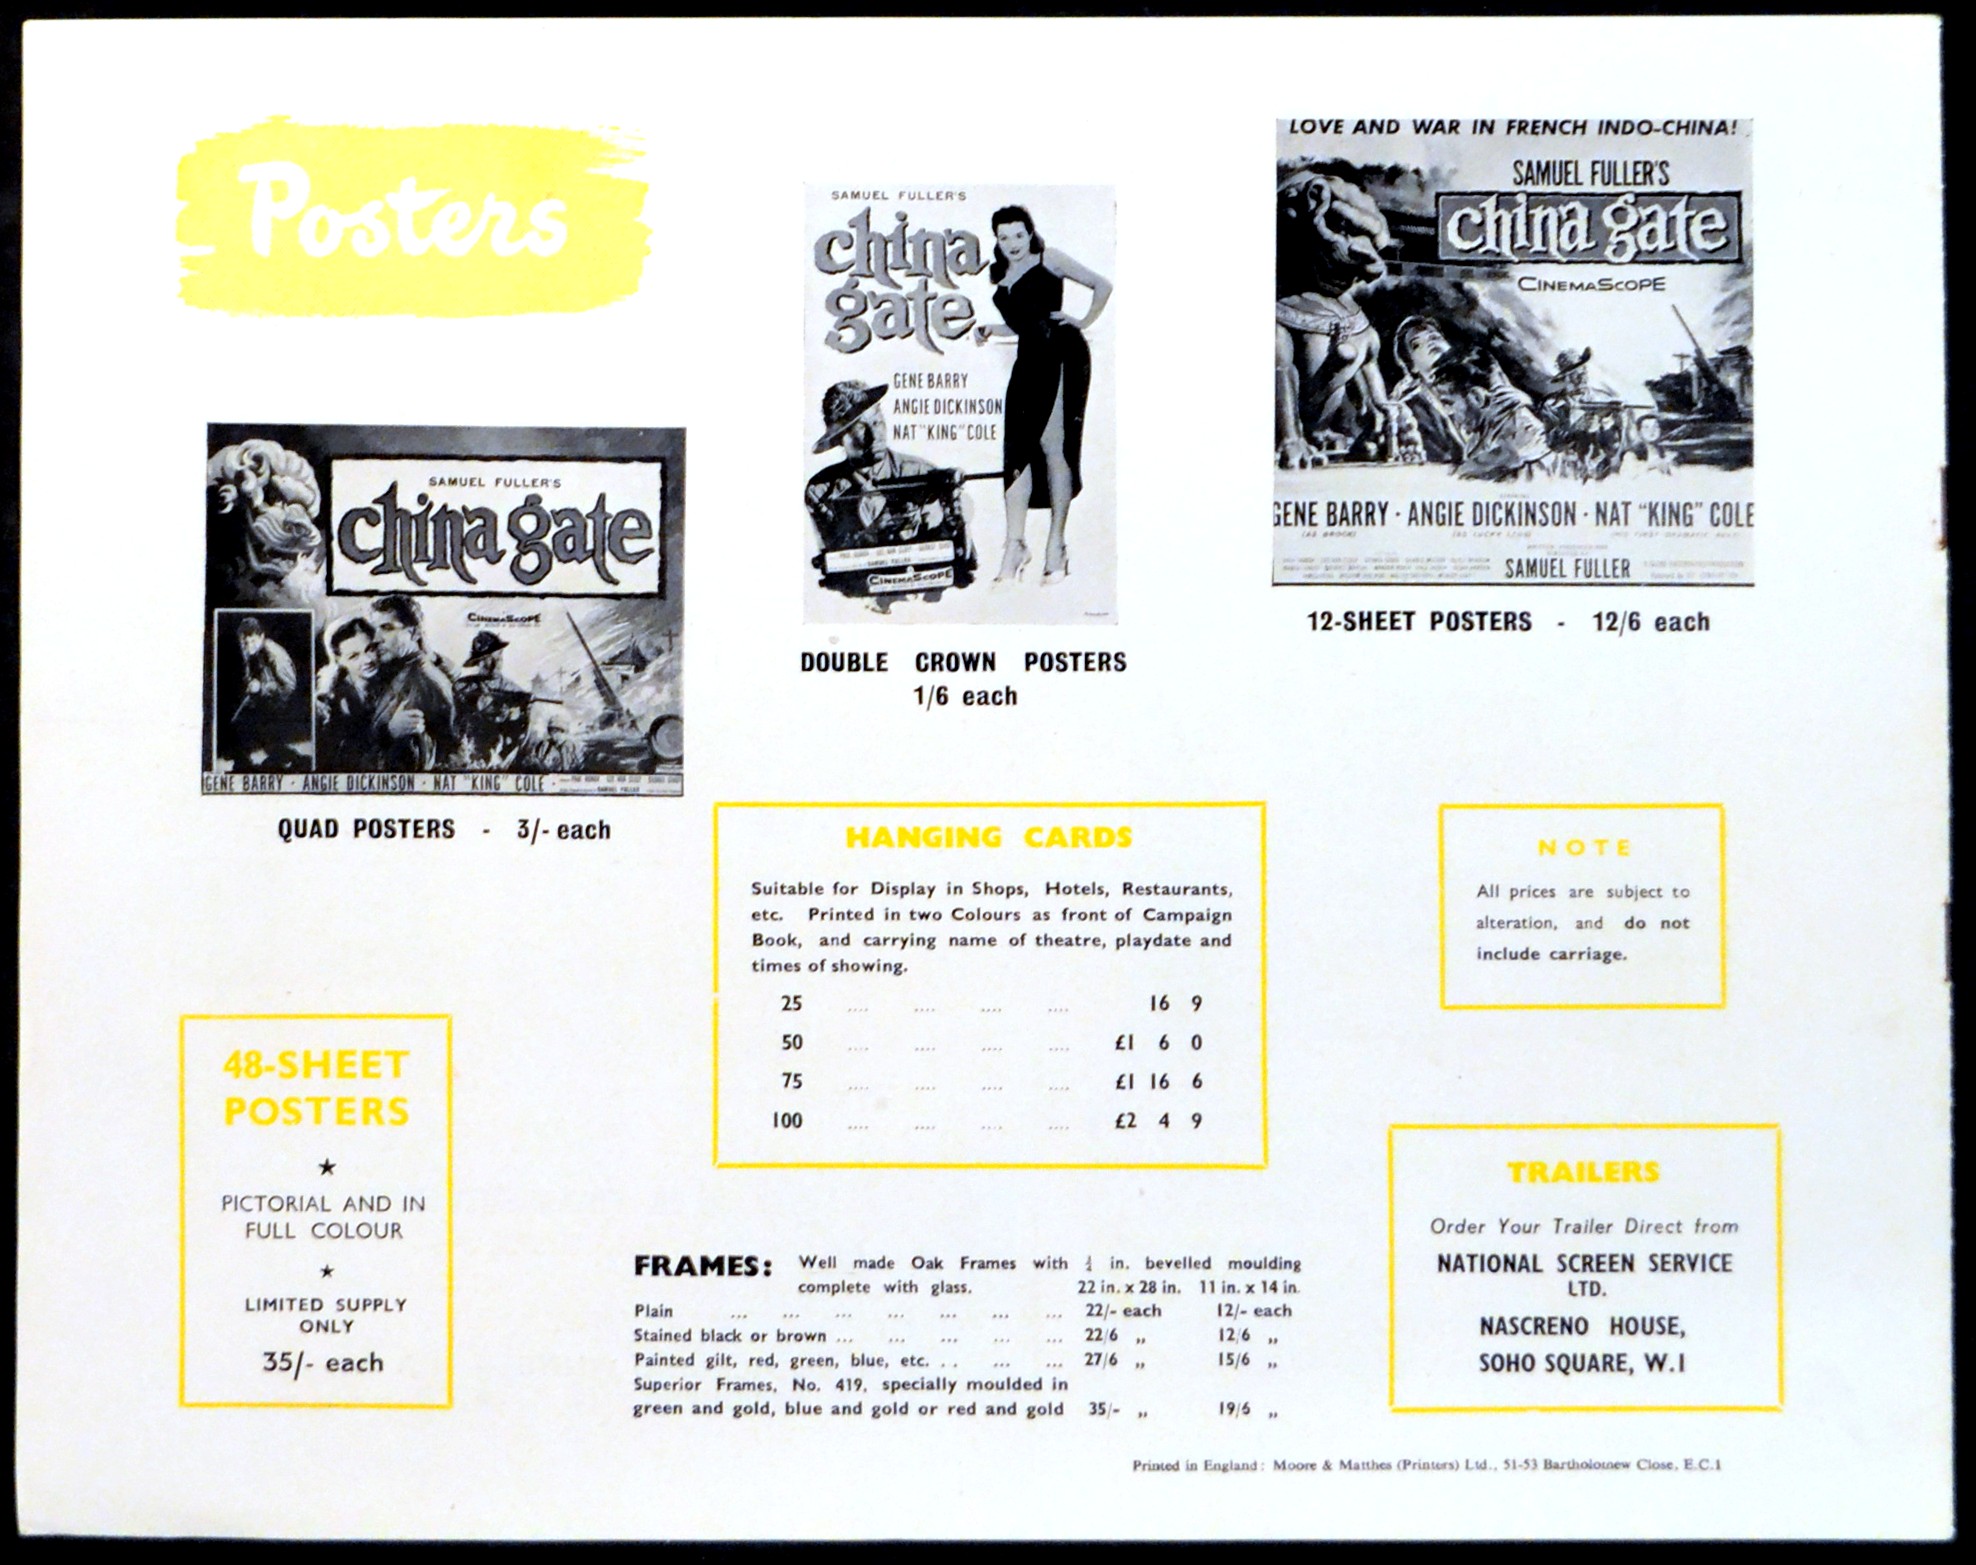 Posters
SAMUEL FULLER'S
china gate
CINEMASCOPE
GENE BARRY · ANGIE DICKINSON · NAT "KING" COLE
QUAD POSTERS - 3/- each
SAMUEL FULLER'S
china
gate
GENE BARRY
ANGIE DICKINSON
NAT "KING" COLE
CINEMASCOPE
DOUBLE CROWN POSTERS
1/6 each
LOVE AND WAR IN FRENCH INDO-CHINA!
SAMUEL FULLER'S
china gate
CINEMASCOPE
GENE BARRY · ANGIE DICKINSON · NAT "KING" COLE
SAMUEL FULLER
12-SHEET POSTERS - 12/6 each
HANGING CARDS
Suitable for Display in Shops, Hotels, Restaurants,
etc. Printed in two Colours as front of Campaign
Book, and carrying name of theatre, playdate and
times of showing.
25 .... .... .... .... 16 9
50 .... .... .... .... £1 6 0
75 .... .... .... .... £1 16 6
100 .... .... .... .... £2 4 9
NOTE
All prices are subject to
alteration, and do not
include carriage.
48-SHEET
POSTERS
★
PICTORIAL AND IN
FULL COLOUR
★
LIMITED SUPPLY
ONLY
35/- each
FRAMES: Well made Oak Frames with in. bevelled moulding
complete with glass. 22 in. x 28 in. 11 in. x 14 in.
Plain ... ... ... ... ... ... ... 22/- each 12/- each
Stained black or brown ... ... ... ... ... 22/6 ,, 12/6 ,,
Painted gilt, red, green, blue, etc. .. ... ... 27/6 ,, 15/6 ,,
Superior Frames, No. 419, specially moulded in
green and gold, blue and gold or red and gold 35/- ,, 19/6 ,,
TRAILERS
Order Your Trailer Direct from
NATIONAL SCREEN SERVICE
LTD.
NASCRENO HOUSE,
SOHO SQUARE, W.1
Printed in England: Moore & Matthes (Printers) Ltd., 51-53 Bartholomew Close, E.C.1